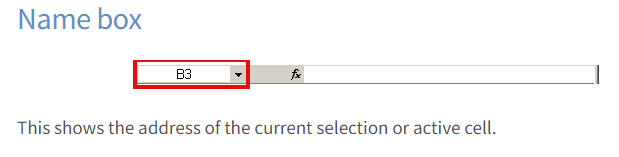 Name box
B3 fx
This shows the address of the current selection or active cell.